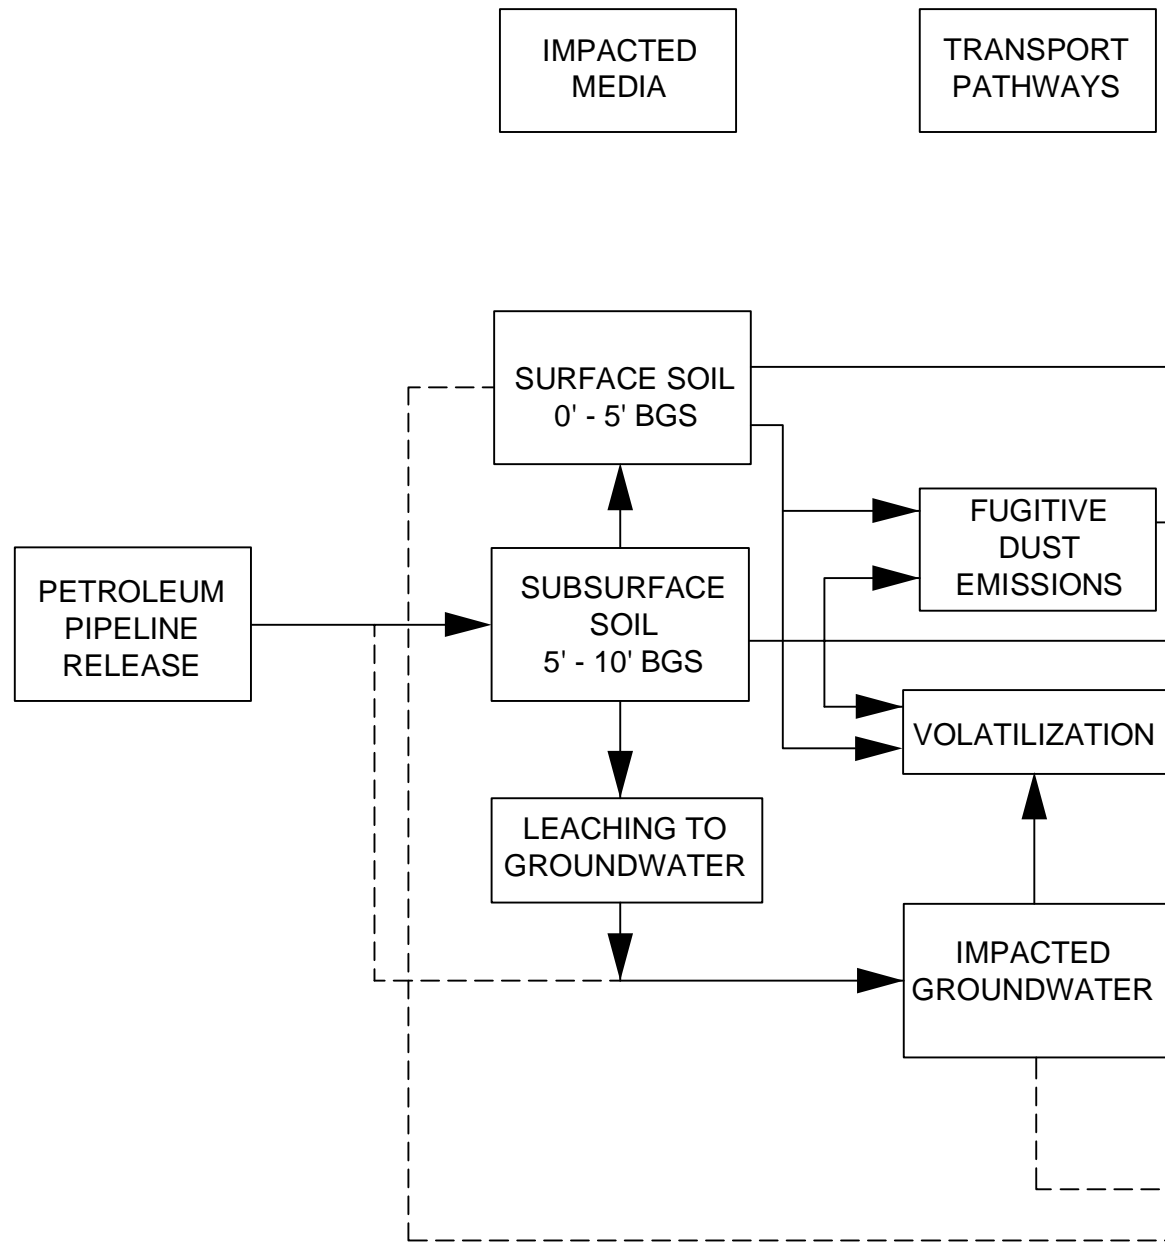 IMPACTED
MEDIA
TRANSPORT
PATHWAYS
SURFACE SOIL
0' - 5' BGS
FUGITIVE
DUST
EMISSIONS
PETROLEUM
PIPELINE
RELEASE
SUBSURFACE
SOIL
5' - 10' BGS
VOLATILIZATION
LEACHING TO
GROUNDWATER
IMPACTED
GROUNDWATER